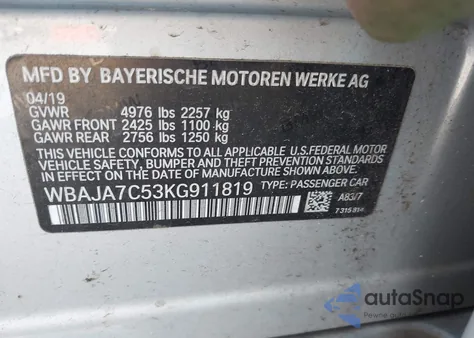 MFD BY BAYERISCHE MOTOREN WERKE AG
04/19
GVWR 4976 lbs 2257 kg
GAWR FRONT 2425 lbs 1100 kg
GAWR REAR 2756 lbs 1250 kg
THIS VEHICLE CONFORMS TO ALL APPLICABLE U.S.FEDERAL MOTOR
VEHICLE SAFETY, BUMPER, AND THEFT PREVENTION STANDARDS
IN EFFECT ON THE DATE OF MANUFACTURE SHOWN ABOVE.
WBAJA7C53KG911819 TYPE: PASSENGER CAR
A83/7
autoSnap